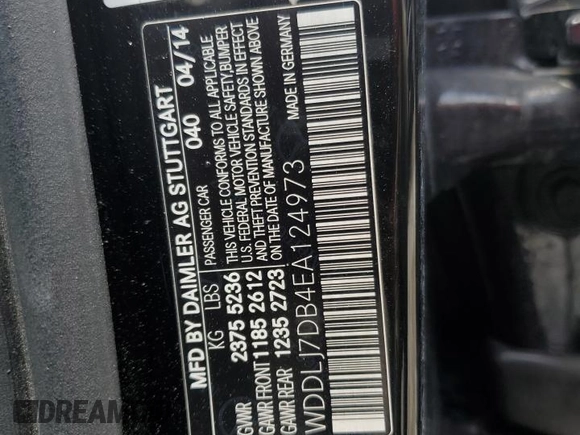 MFD BY DAIMLER AG STUTTGART
040 04/14
PASSENGER CAR
KG LBS
GVWR 2375 5236
GAWR FRONT 1185 2612
GAWR REAR 1235 2723
THIS VEHICLE CONFORMS TO ALL APPLICABLE
U.S. FEDERAL MOTOR VEHICLE SAFETY, BUMPER
AND THEFT PREVENTION STANDARDS IN EFFECT
ON THE DATE OF MANUFACTURE SHOWN ABOVE
MADE IN GERMANY
WDDLJ7DB4EA124973
DREAM